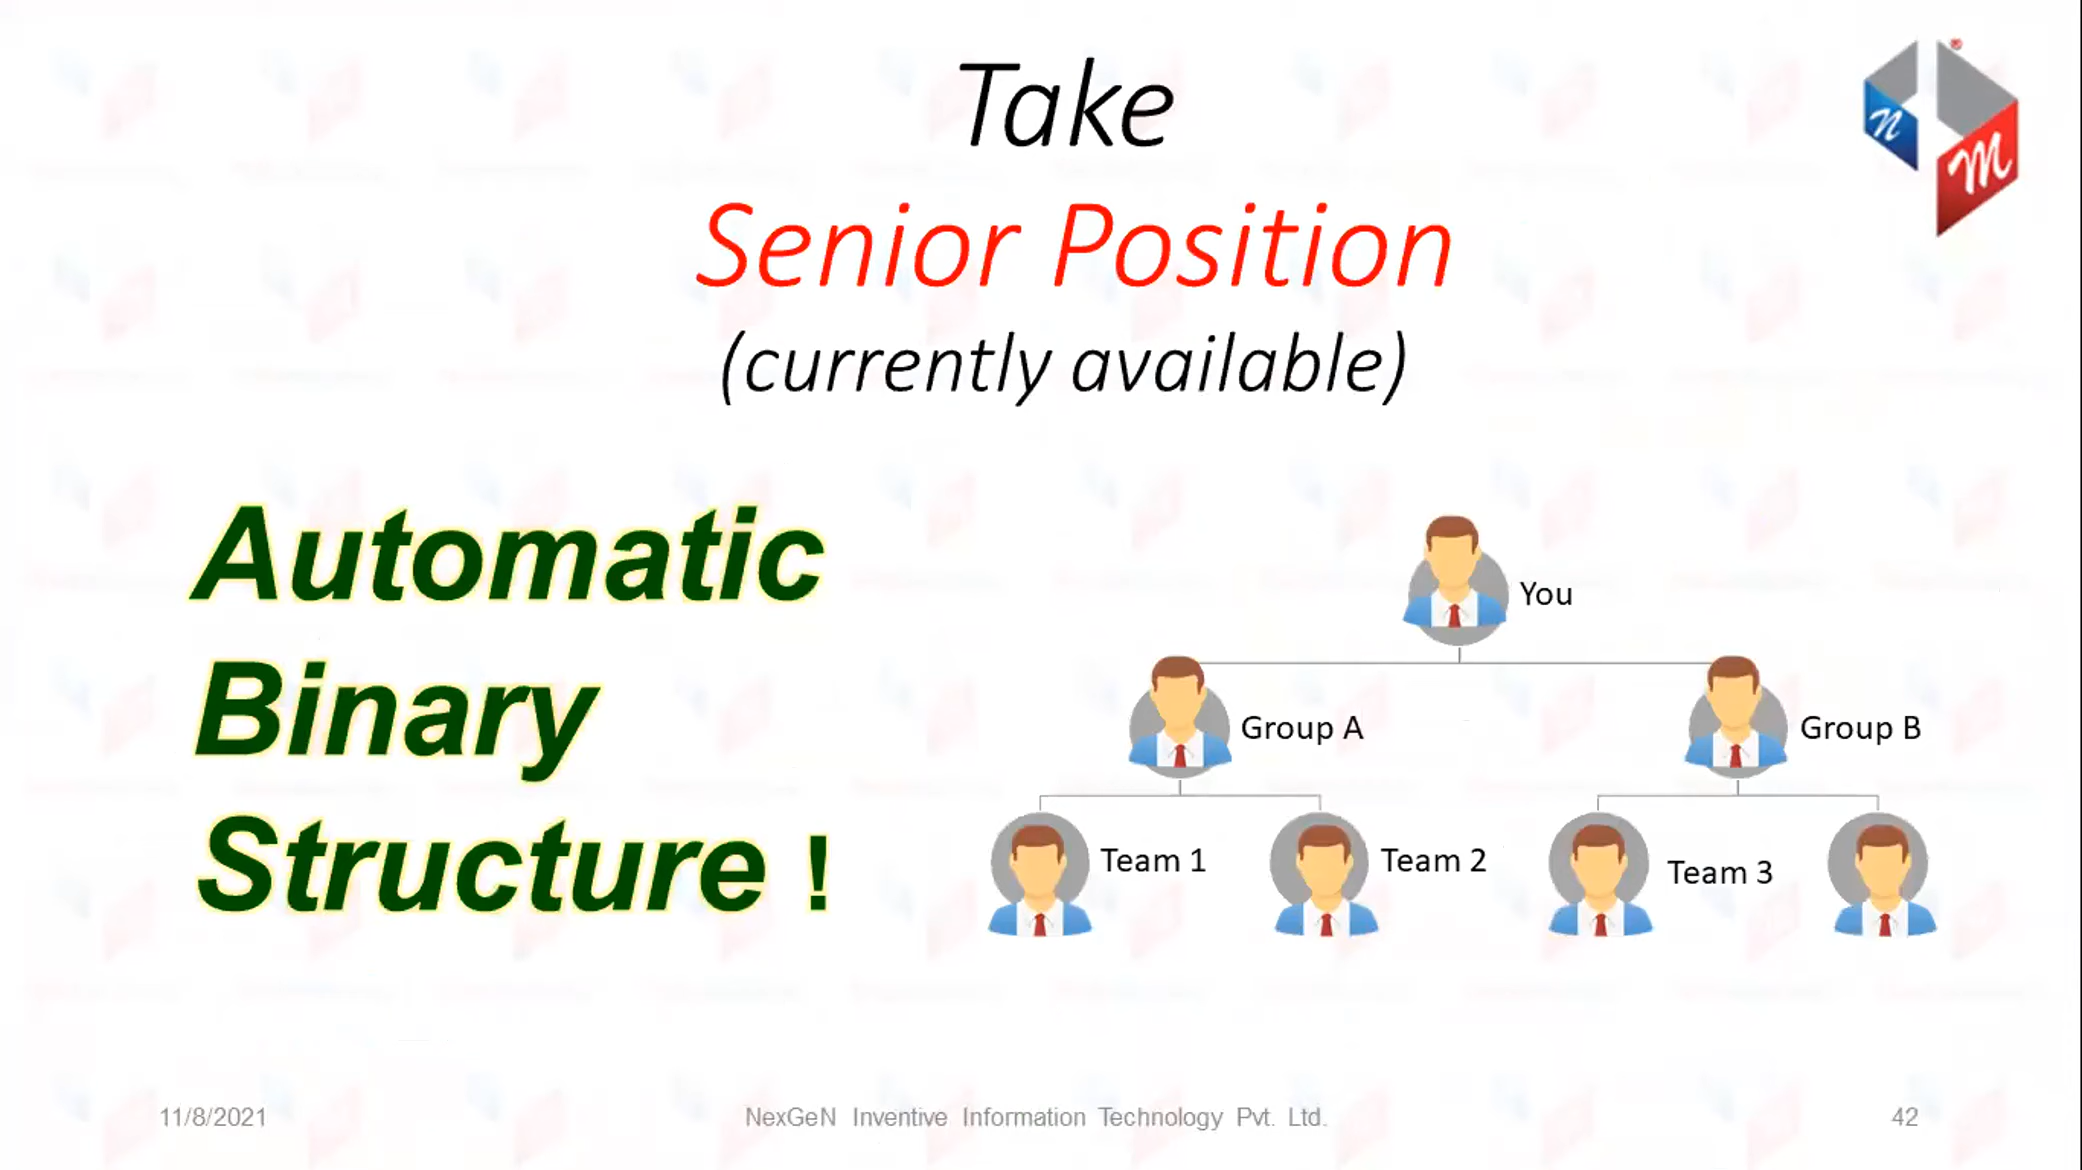 Take
Senior Position
(currently available)
Automatic
Binary
Structure !
You
Group A
Group B
Team 1
Team 2
Team 3
n
M
®
11/8/2021
NexGeN Inventive Information Technology Pvt. Ltd.
42